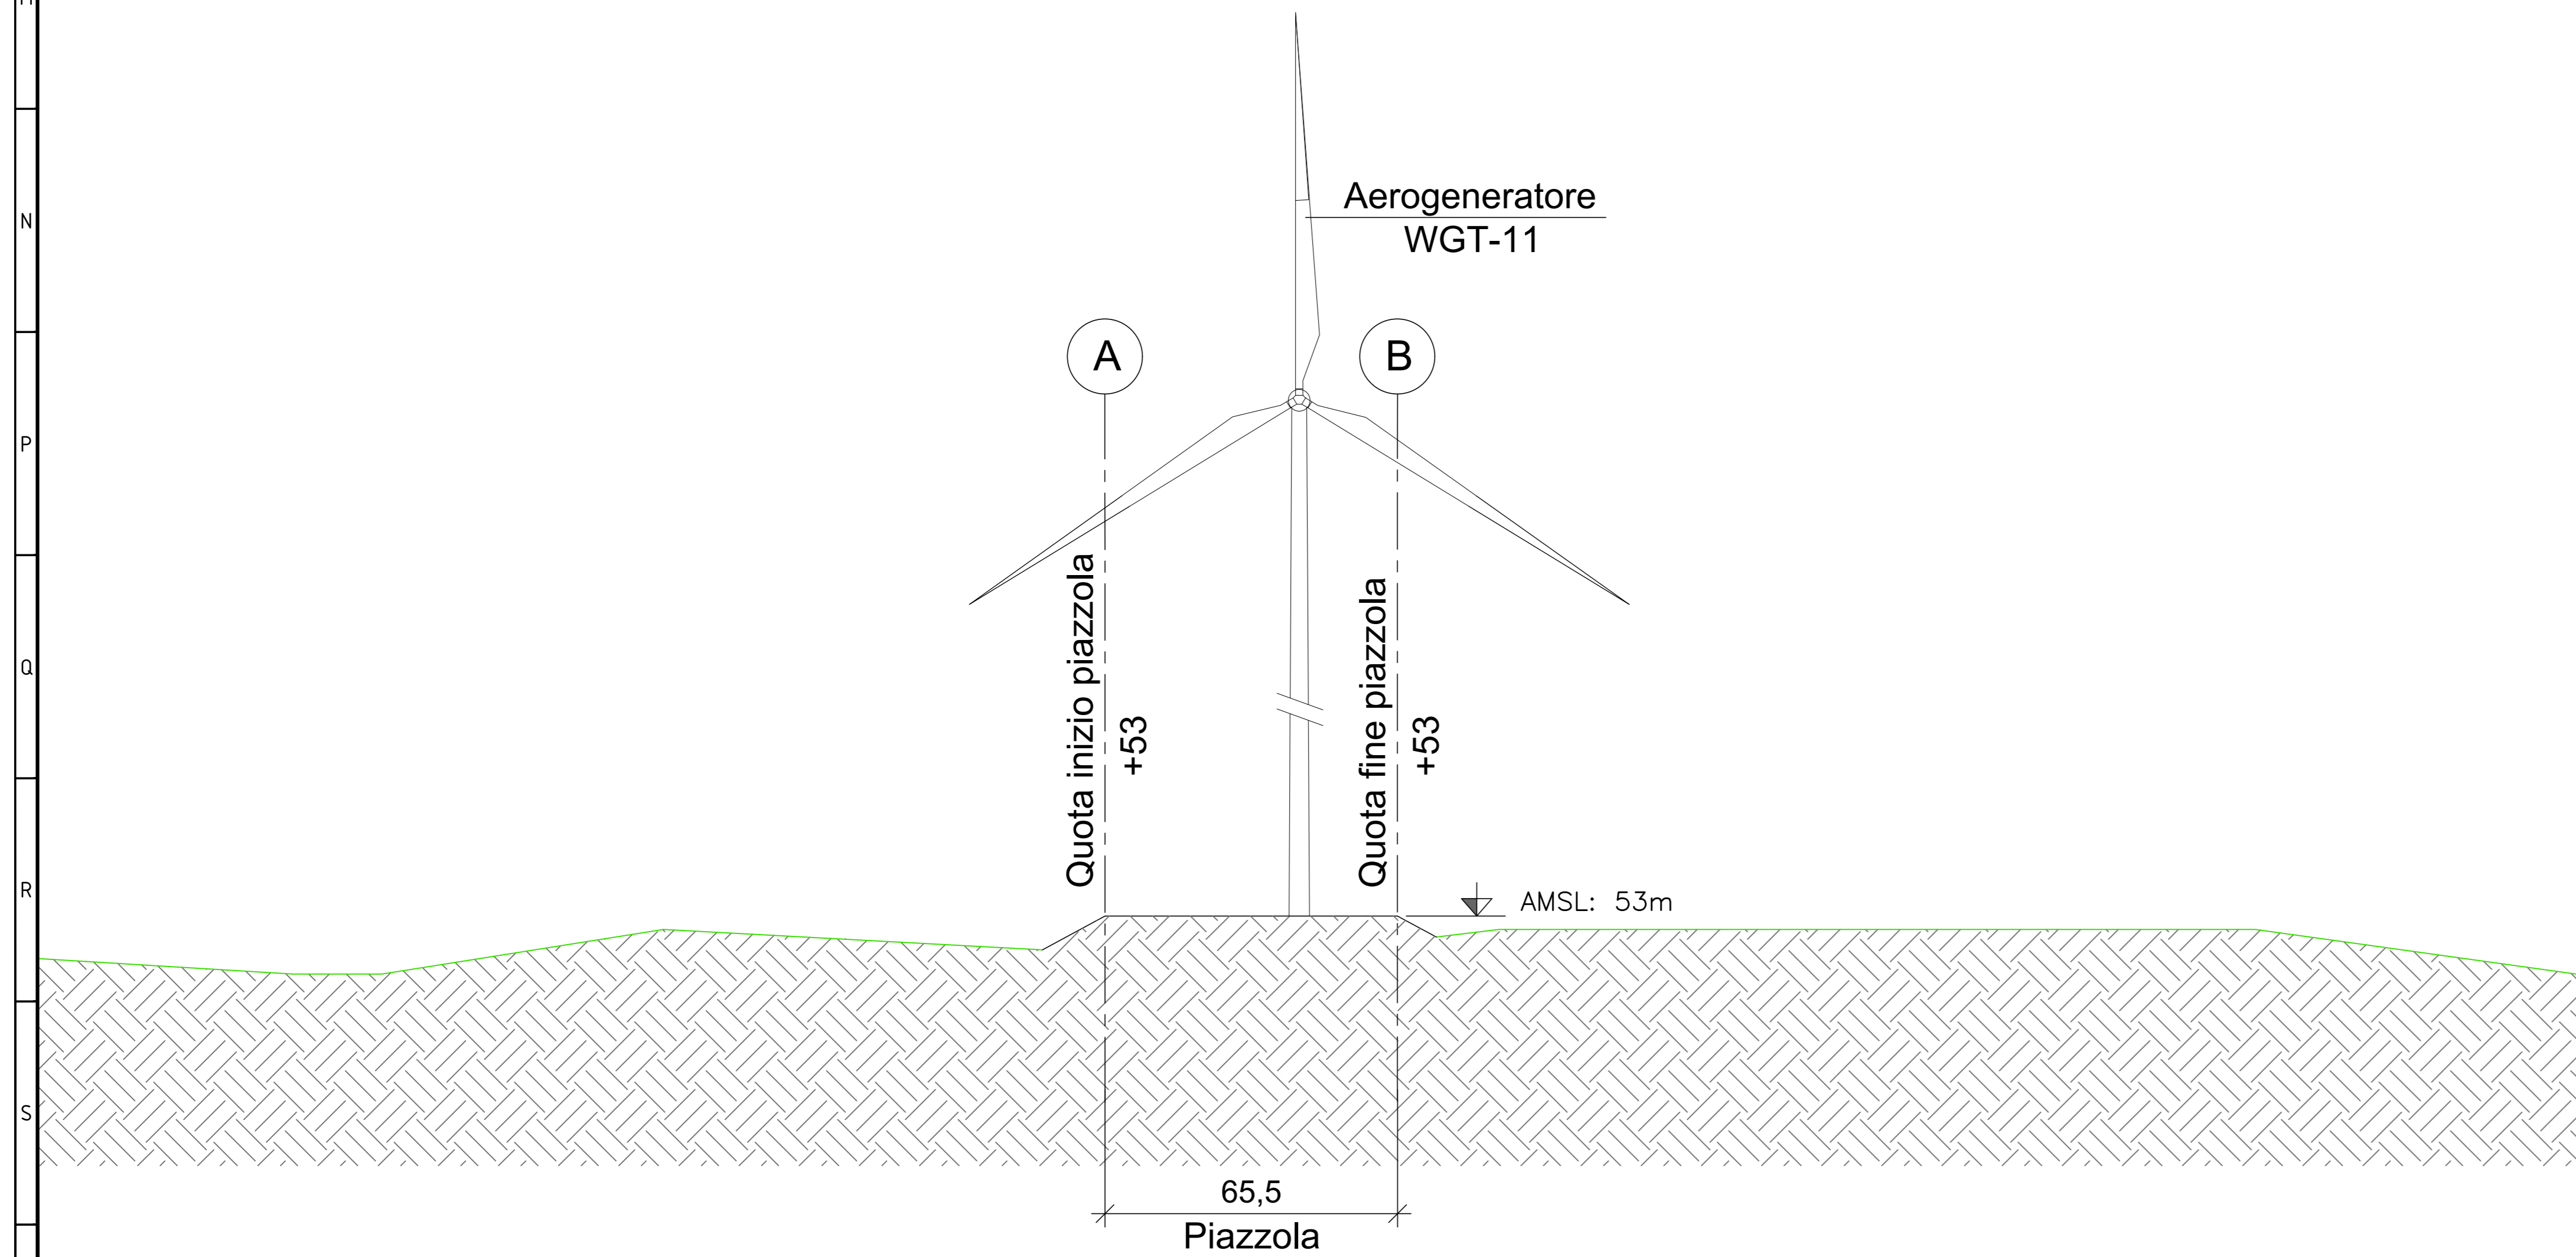 N
P
Q
R
S
Aerogeneratore
WGT-11
A
B
Quota inizio piazzola
+53
Quota fine piazzola
+53
AMSL: 53m
65,5
Piazzola